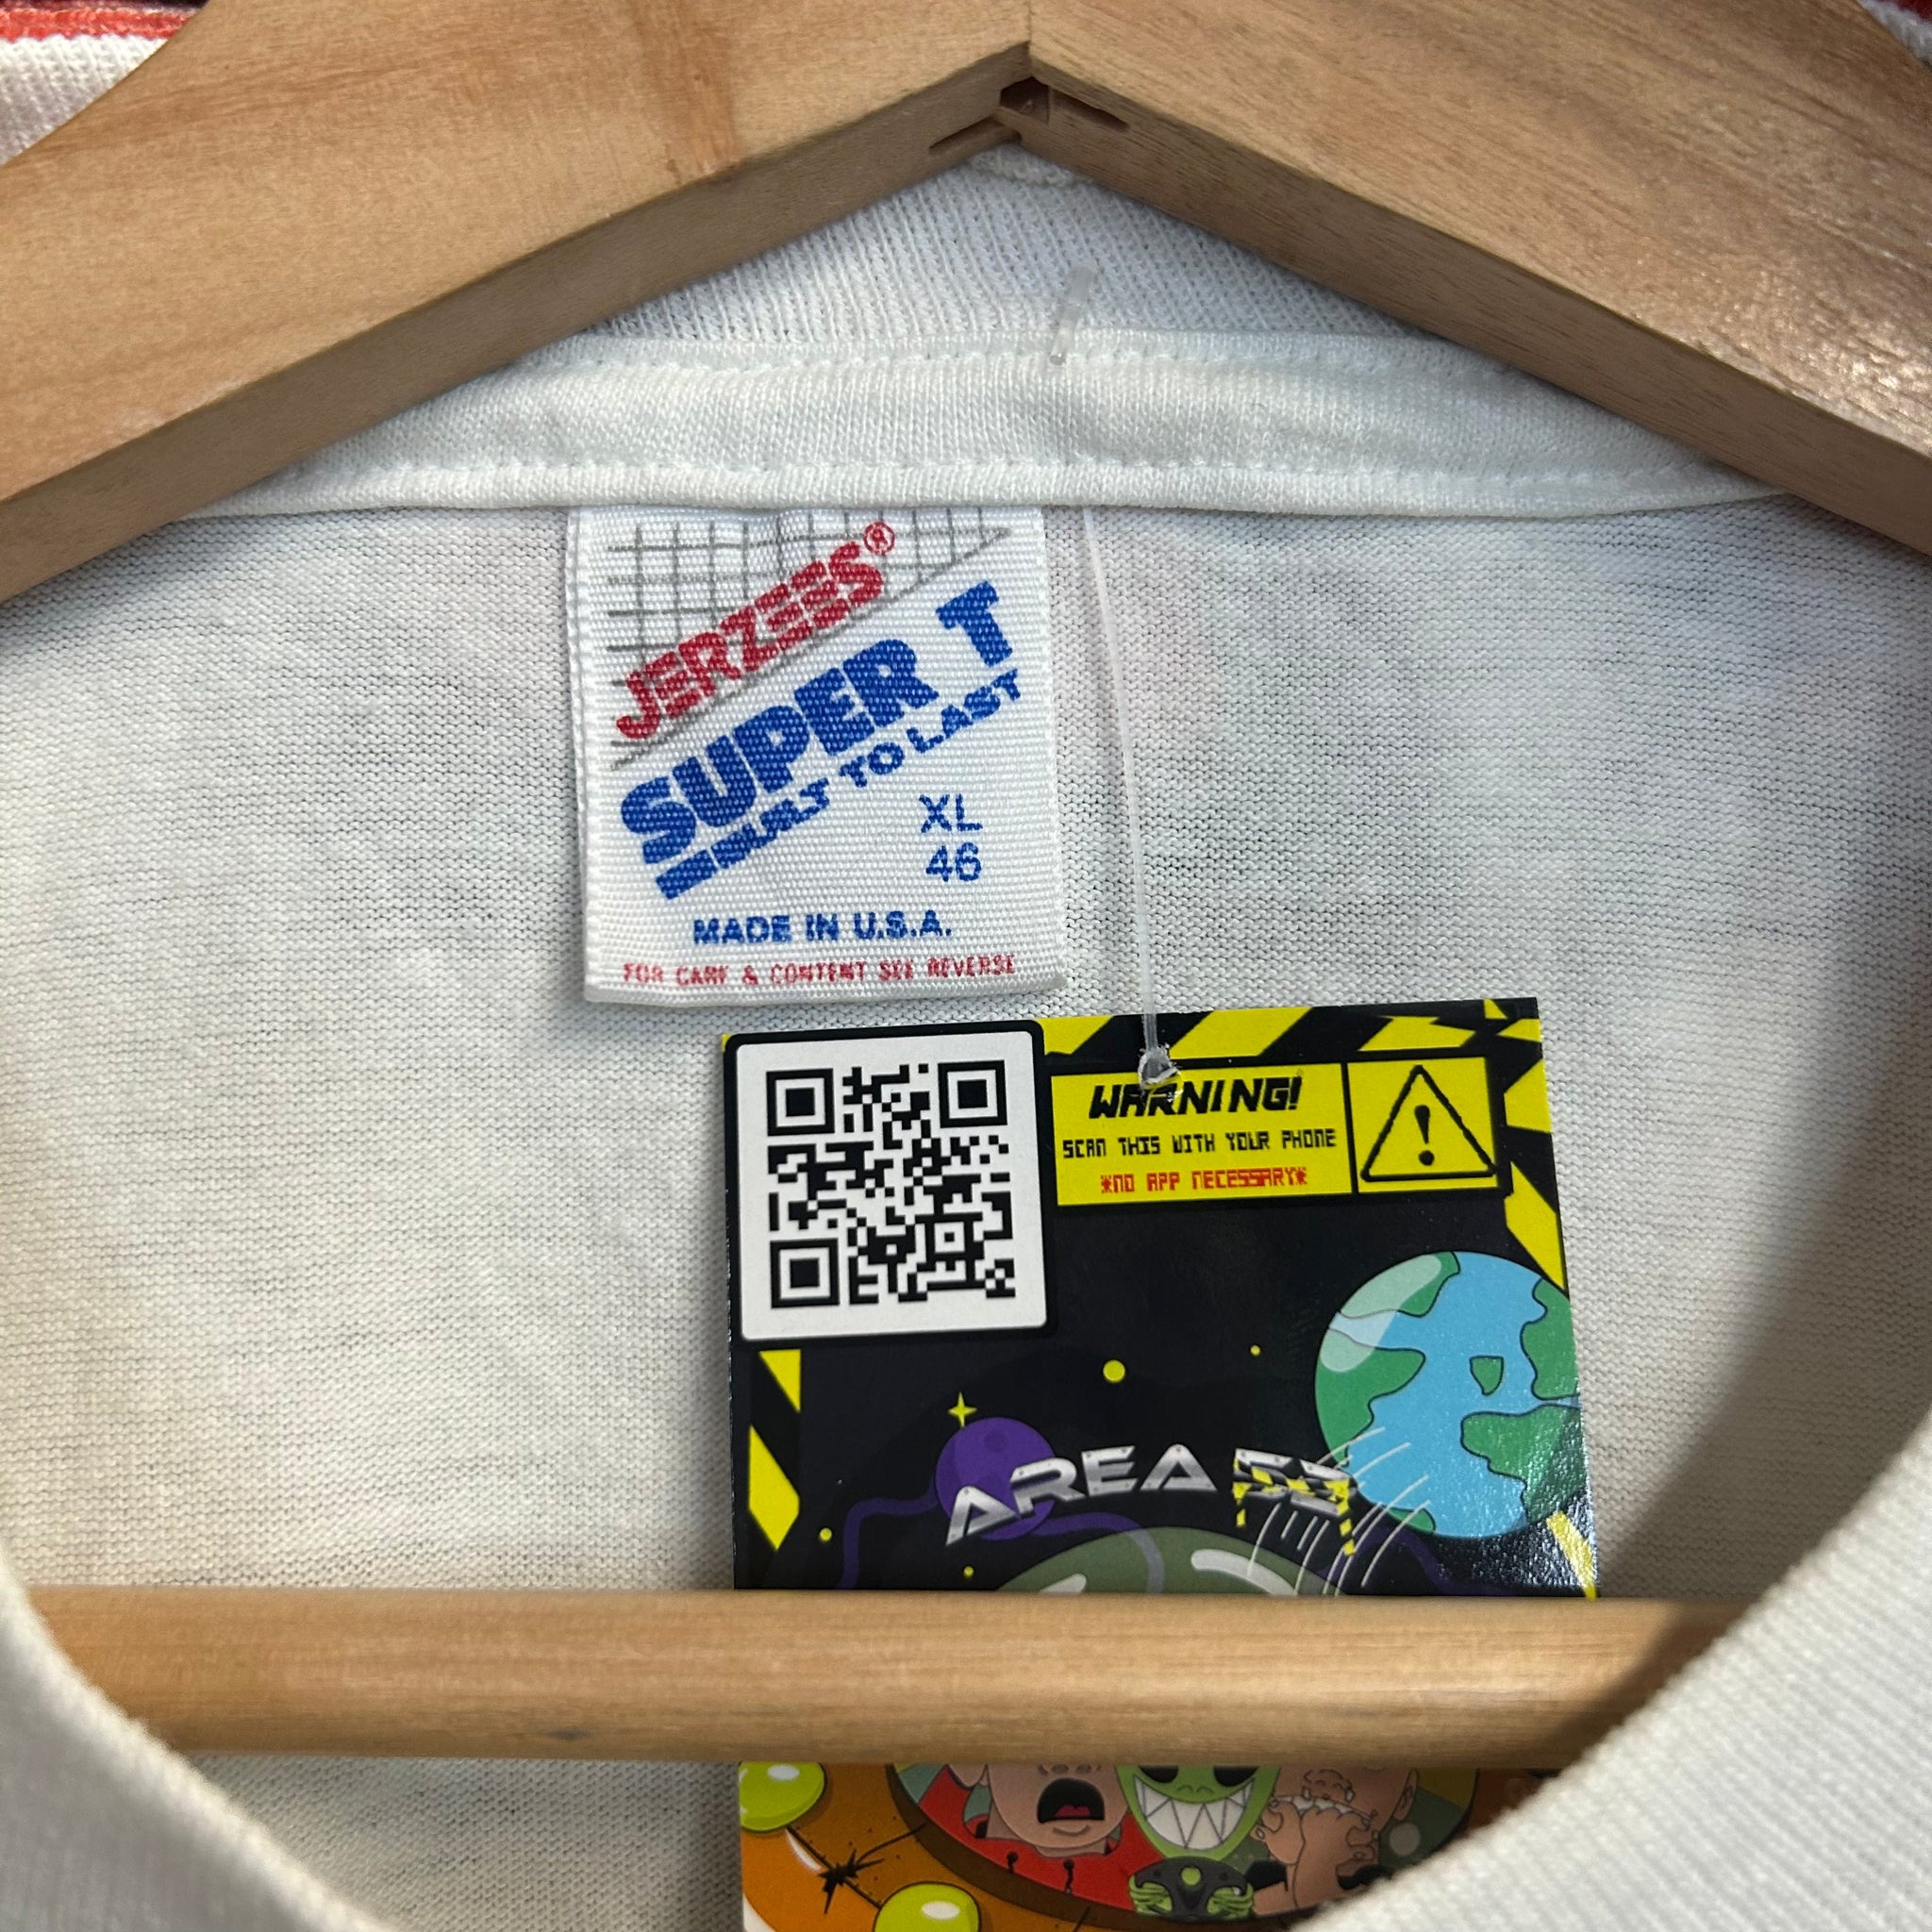 JERZEES®
SUPER T
BUILT TO LAST
XL
46
MADE IN U.S.A.
FOR CARE & CONTENT SEE REVERSE
WARNING!
SCAN THIS WITH YOUR PHONE
*NO APP NECESSARY*
AREA